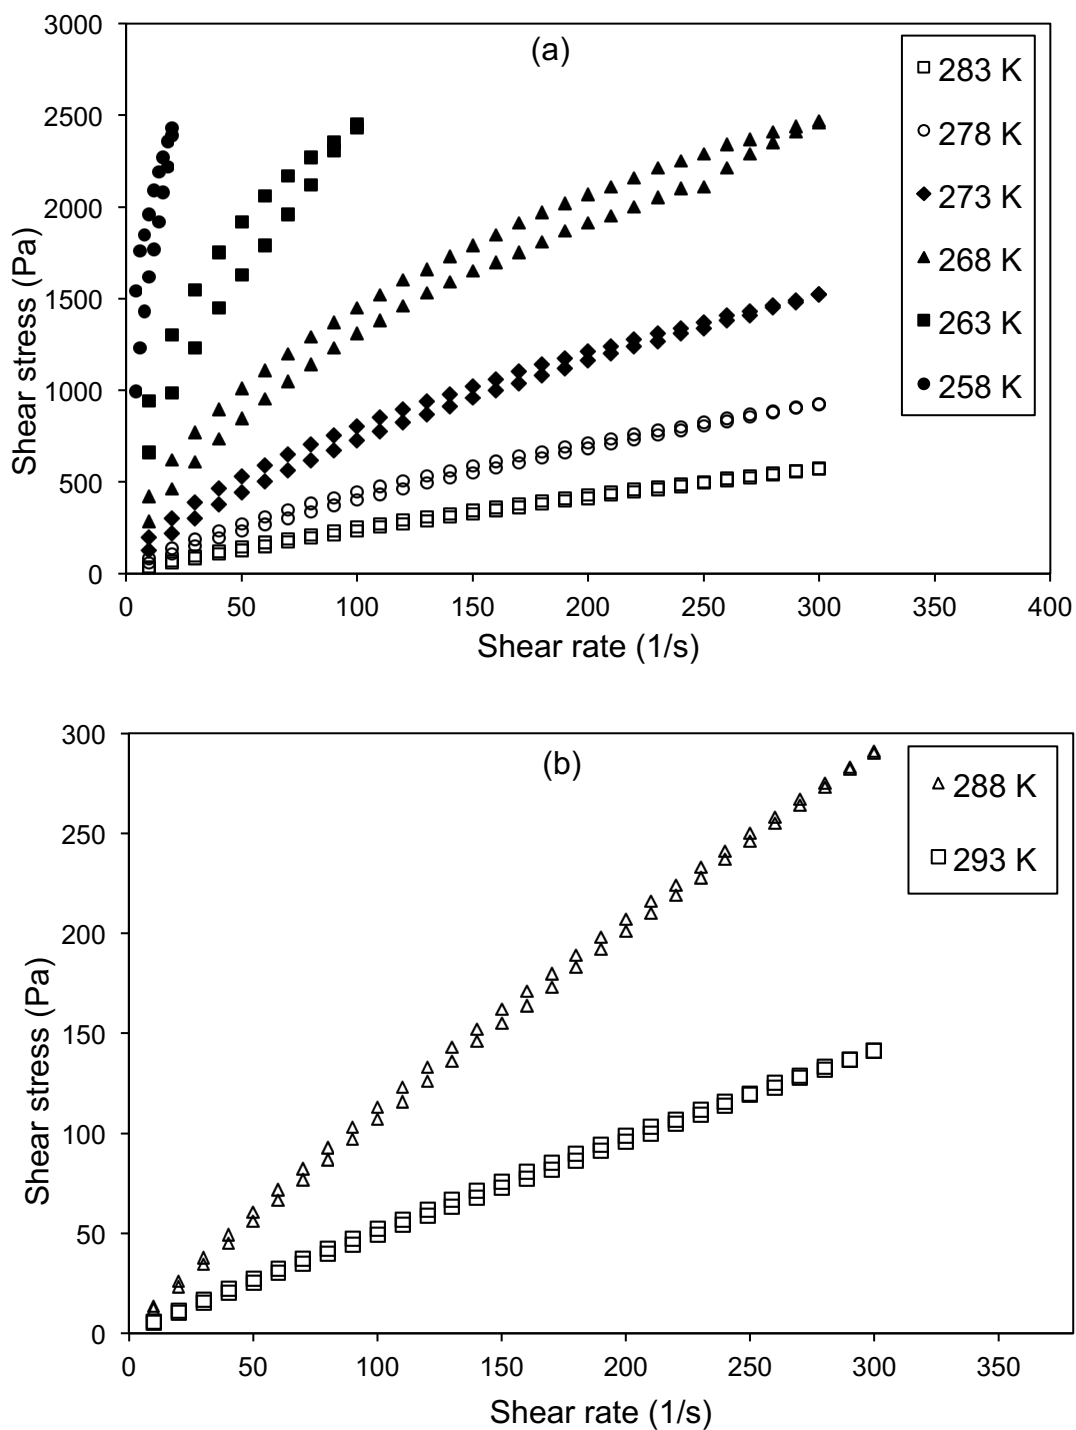 (a)
3000
2500
2000
1500
1000
500
0
Shear stress (Pa)
283 K
278 K
273 K
268 K
263 K
258 K
0 50 100 150 200 250 300 350 400
Shear rate (1/s)
(b)
300
250
200
150
100
50
0
Shear stress (Pa)
288 K
293 K
0 50 100 150 200 250 300 350
Shear rate (1/s)